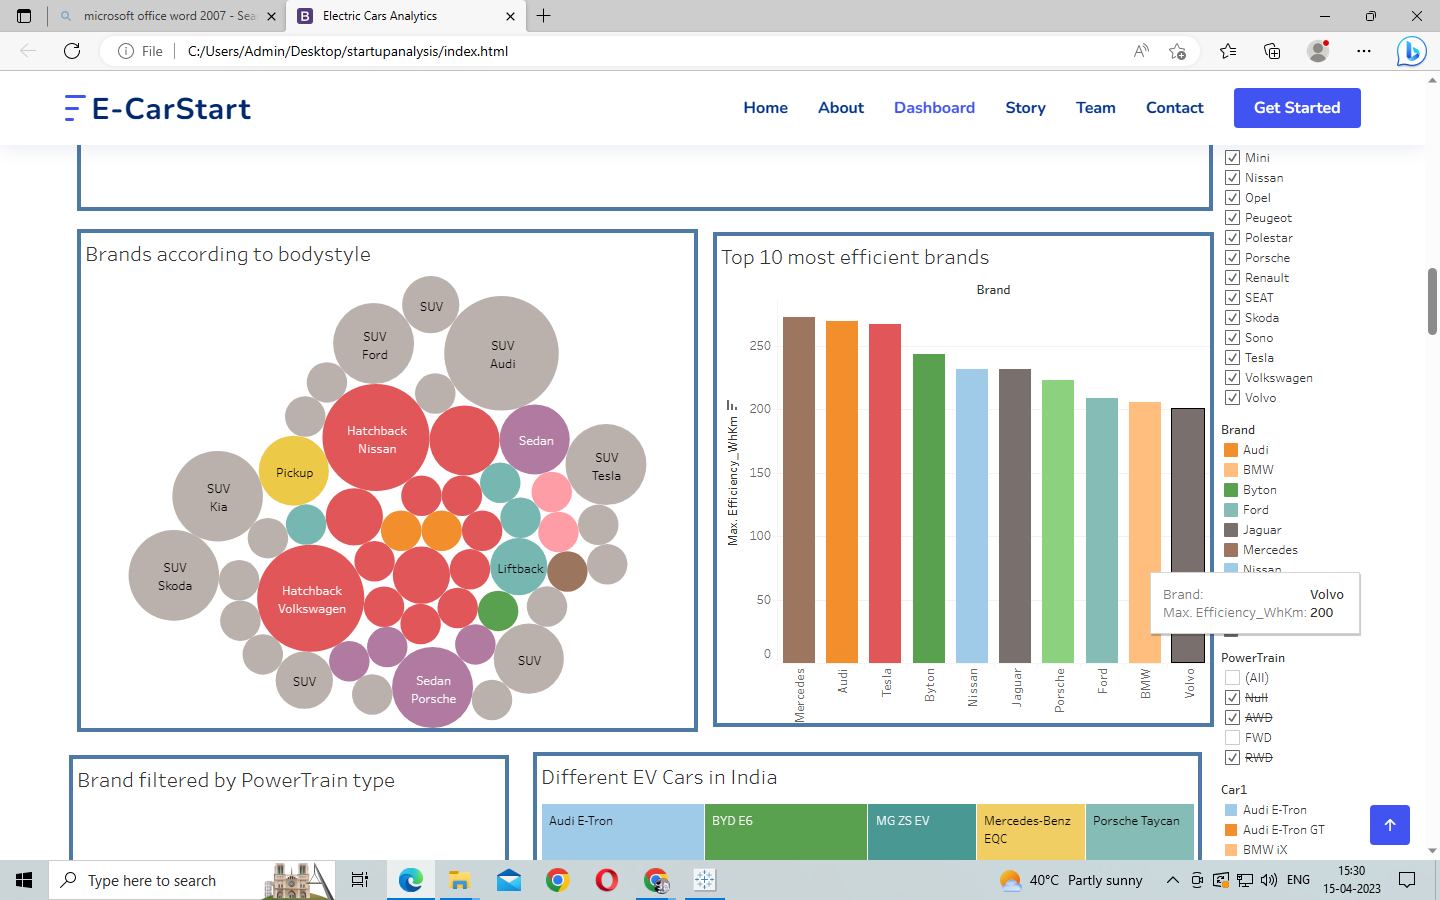 microsoft office word 2007 - Sea
Electric Cars Analytics
File
C:/Users/Admin/Desktop/startupanalysis/index.html
E-CarStart
Home
About
Dashboard
Story
Team
Contact
Get Started
Mini
Nissan
Opel
Peugeot
Polestar
Porsche
Renault
SEAT
Skoda
Sono
Tesla
Volkswagen
Volvo
Brands according to bodystyle
SUV
SUV
Ford
SUV
Audi
Hatchback
Nissan
Sedan
Pickup
SUV
Tesla
SUV
Kia
SUV
Skoda
Liftback
Hatchback
Volkswagen
SUV
SUV
Sedan
Porsche
Top 10 most efficient brands
Brand
Max. Efficiency_WhKm
250
200
150
100
50
0
Mercedes
Audi
Tesla
Byton
Nissan
Jaguar
Porsche
Ford
BMW
Volvo
Brand
Audi
BMW
Byton
Ford
Jaguar
Mercedes
Nissan
Brand: Volvo
Max. Efficiency_WhKm: 200
PowerTrain
(All)
Null
AWD
FWD
RWD
Car1
Audi E-Tron
Audi E-Tron GT
BMW iX
Brand filtered by PowerTrain type
Different EV Cars in India
Audi E-Tron
BYD E6
MG ZS EV
Mercedes-Benz
EQC
Porsche Taycan
Type here to search
40°C Partly sunny
ENG
15:30
15-04-2023